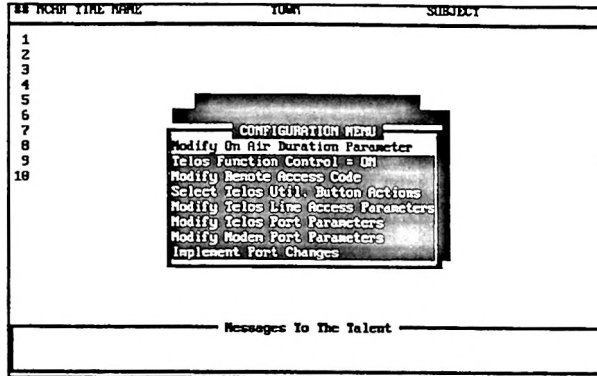 ## NCHR TIME NAME TOWN SUBJECT
1
2
3
4
5
6
7
8
9
10
CONFIGURATION MENU
Modify On Air Duration Parameter
Telos Function Control = ON
Modify Remote Access Code
Select Telos Util. Button Actions
Modify Telos Line Access Parameters
Modify Telos Port Parameters
Modify Modem Port Parameters
Implement Port Changes
Messages To The Talent